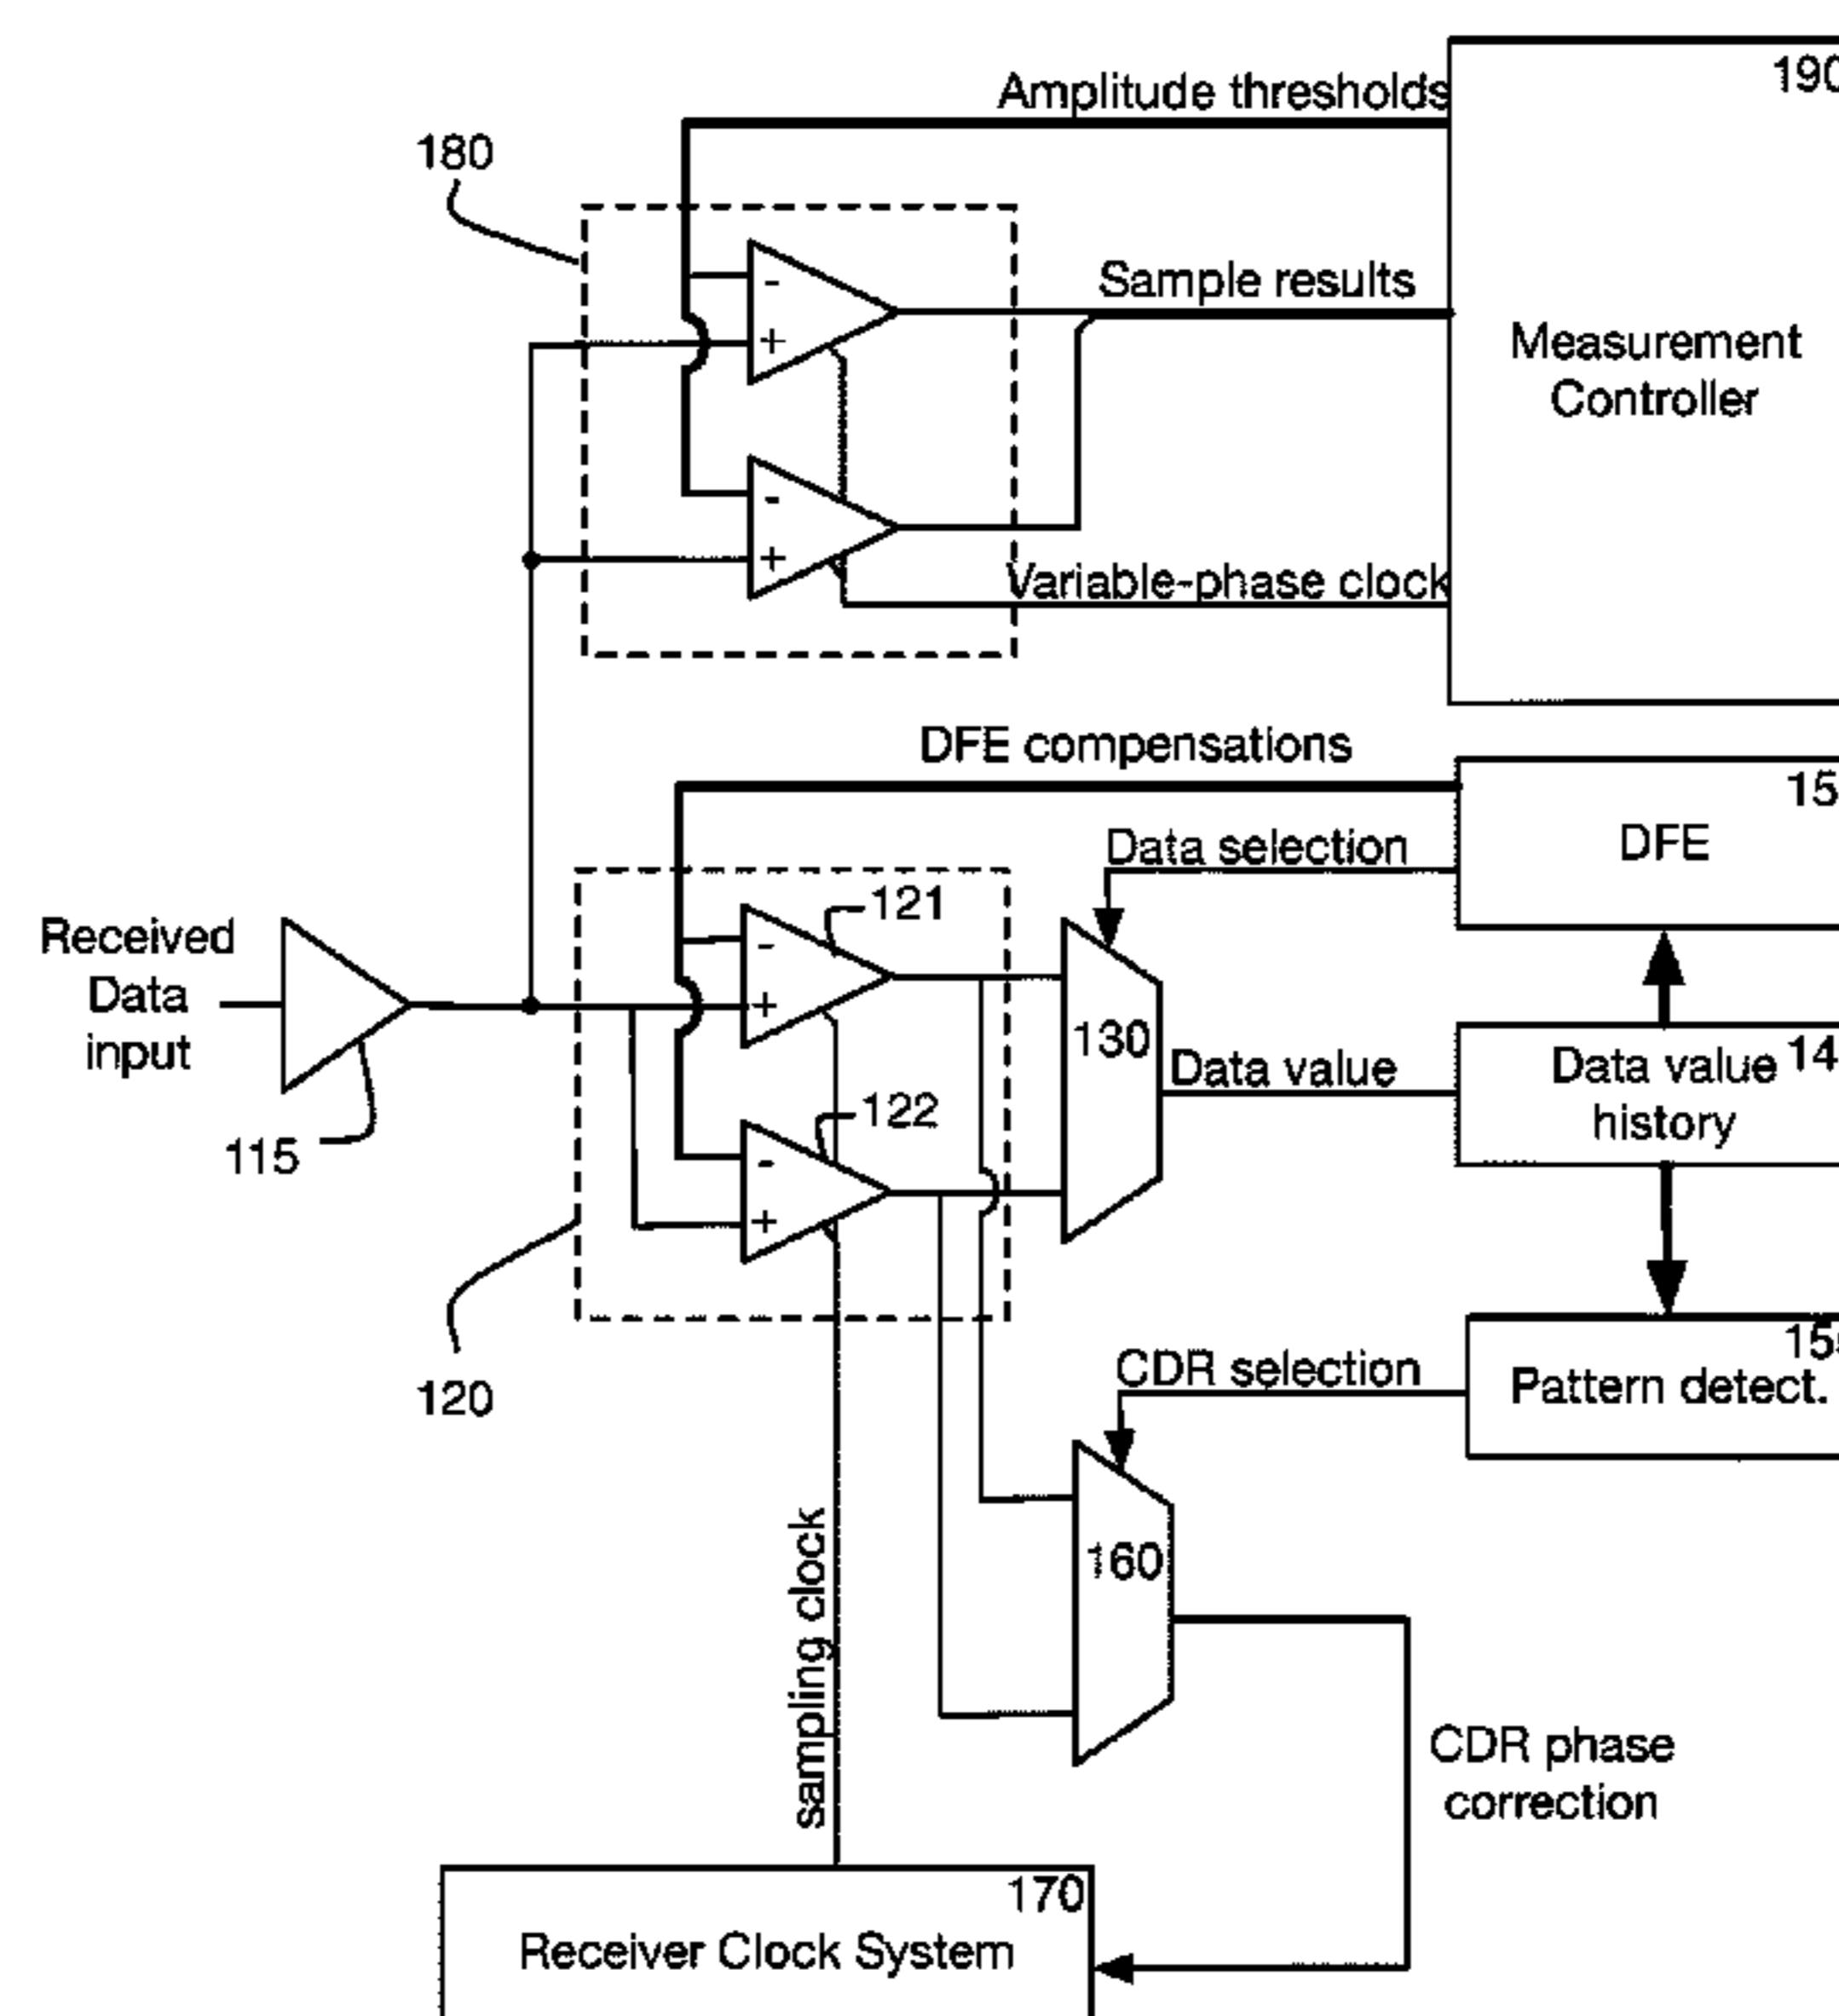 Amplitude thresholds
190
180
-
+
Sample results
Measurement
Controller
-
+
Variable-phase clock
DFE compensations
15
DFE
Data selection
121
Received
Data
input
-
+
130
Data value
Data value
history
14
115
122
-
+
120
CDR selection
15
Pattern detect.
160
sampling clock
CDR phase
correction
170
Receiver Clock System